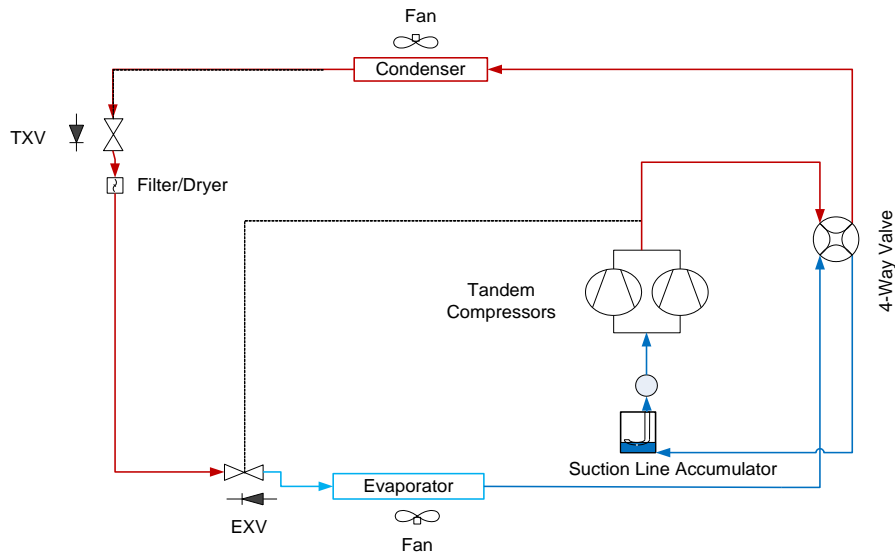 Fan
Condenser
TXV
Filter/Dryer
4-Way Valve
Tandem
Compressors
Suction Line Accumulator
Evaporator
EXV
Fan